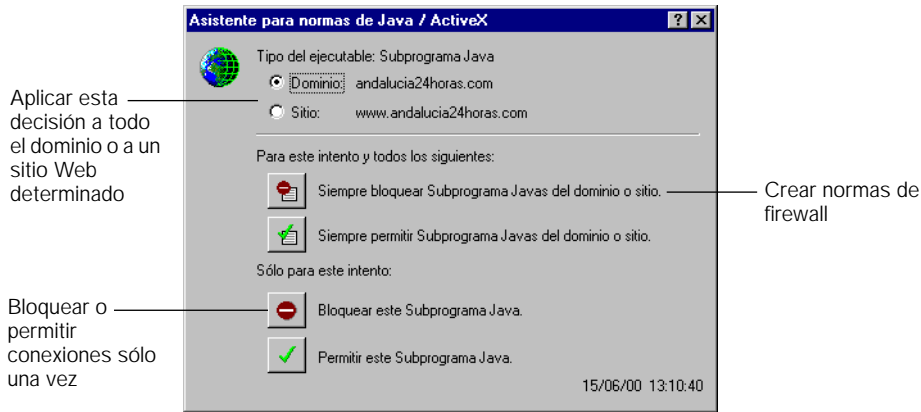 Asistente para normas de Java / ActiveX
Tipo del ejecutable: Subprograma Java
Dominio: andalucia24horas.com
Sitio: www.andalucia24horas.com
Aplicar esta
decisión a todo
el dominio o a un
sitio Web
determinado
Para este intento y todos los siguientes:
Siempre bloquear Subprograma Javas del dominio o sitio.
Crear normas de
firewall
Siempre permitir Subprograma Javas del dominio o sitio.
Sólo para este intento:
Bloquear o
permitir
conexiones sólo
una vez
Bloquear este Subprograma Java.
Permitir este Subprograma Java.
15/06/00 13:10:40